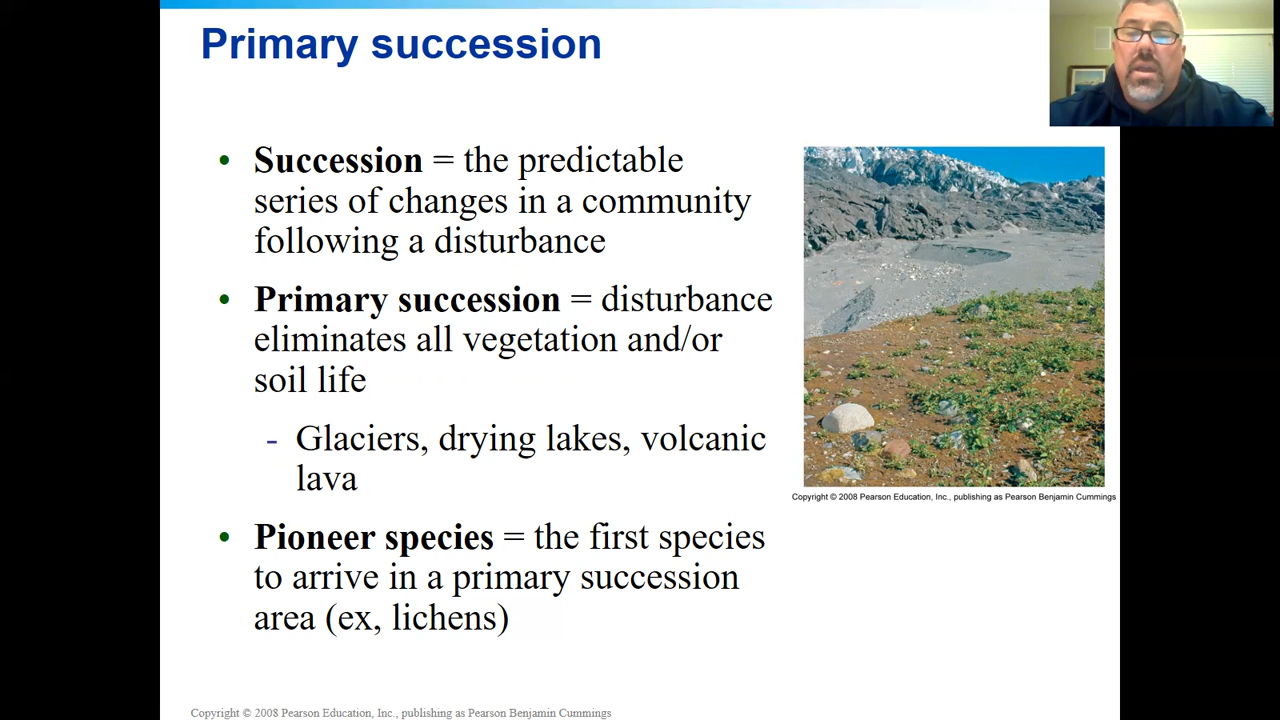 Primary succession
• Succession = the predictable
series of changes in a community
following a disturbance
• Primary succession = disturbance
eliminates all vegetation and/or
soil life
- Glaciers, drying lakes, volcanic
lava
Copyright © 2008 Pearson Education, Inc., publishing as Pearson Benjamin Cummings
• Pioneer species = the first species
to arrive in a primary succession
area (ex, lichens)
Copyright © 2008 Pearson Education, Inc., publishing as Pearson Benjamin Cummings